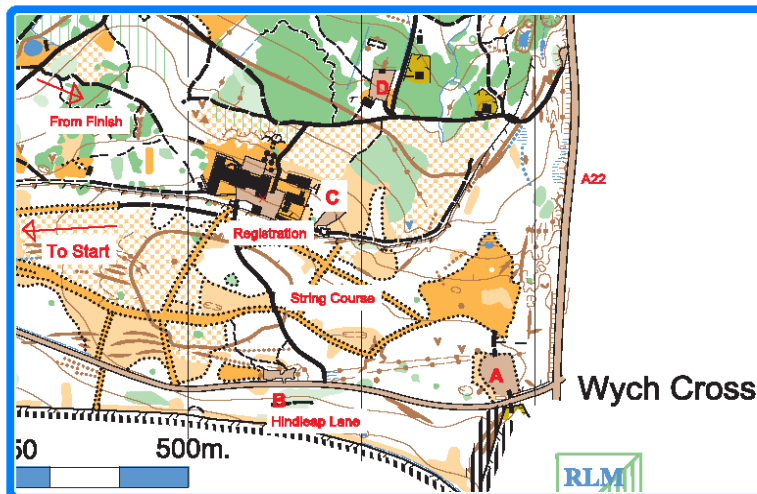 D
From Finish
A22
C
Registration
To Start
String Course
A
Wych Cross
B
Hindleap Lane
50
500m.
RLM